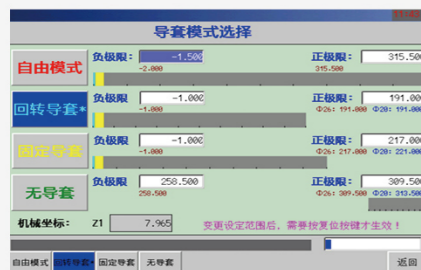 导套模式选择
自由模式 负极限: -1.500 正极限: 315.500
-2.000 315.500
回转导套* 负极限 -1.000 正极限: 191.000
-1.000 Φ26: 191.000 Φ20: 191.000
固定导套 负极限 -1.000 正极限: 217.000
-1.000 Φ26: 217.000 Φ20: 221.000
无导套 负极限 258.500 正极限: 309.500
258.500 Φ26: 309.500 Φ20: 313.500
机械坐标: Z1 7.965 变更设定范围后, 需要按复位按键才生效!
自由模式 回转导套* 固定导套 无导套 返回